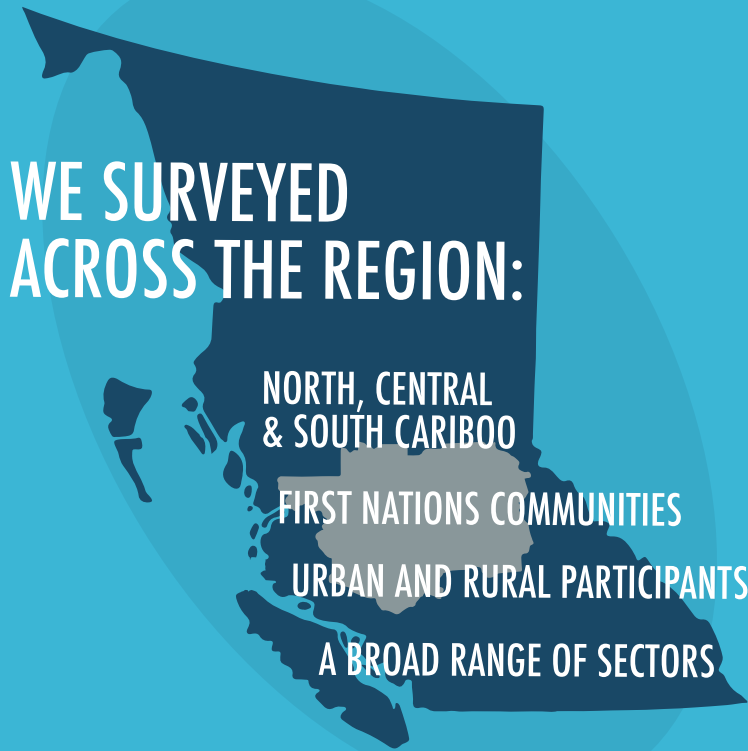 WE SURVEYED
ACROSS THE REGION:
NORTH, CENTRAL
& SOUTH CARIBOO
FIRST NATIONS COMMUNITIES
URBAN AND RURAL PARTICIPANTS
A BROAD RANGE OF SECTORS